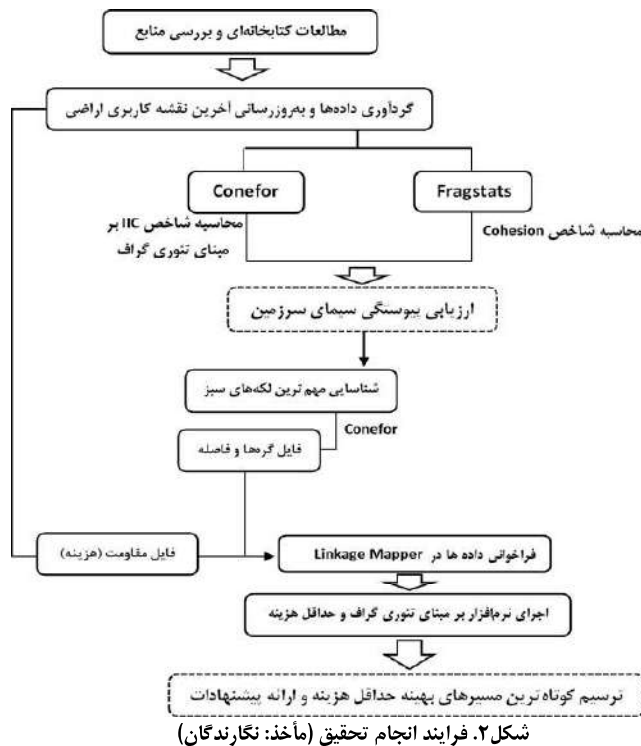 مطالعات کتابخانه‌ای و بررسی منابع
گردآوری داده‌ها و به‌روزرسانی آخرین نقشه کاربری اراضی
Fragstats
Conefor
محاسبه شاخص Cohesion
محاسبه شاخص IIC بر
مبنای تئوری گراف
ارزیابی پیوستگی سیمای سرزمین
شناسایی مهم ترین لکه‌های سبز
Conefor
فایل گره‌ها و فاصله
فراخوانی داده ها در Linkage Mapper
فایل مقاومت (هزینه)
اجرای نرم‌افزار بر مبنای تئوری گراف و حداقل هزینه
ترسیم کوتاه ترین مسیرهای بهینه حداقل هزینه و ارائه پیشنهادات
شکل۲. فرایند انجام تحقیق (مأخذ: نگارندگان)